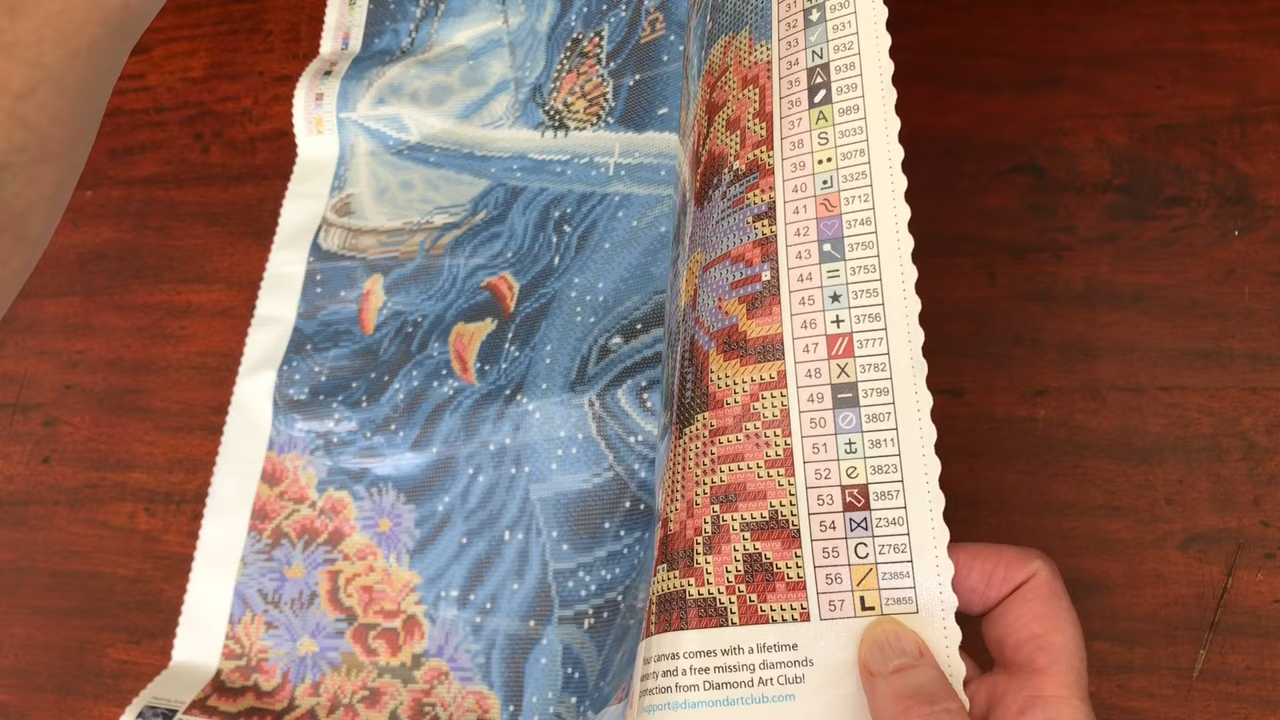 31 930
32 931
33 932
34 N 938
35 939
36
37 A 989
38 S 3033
39 3078
40 3325
41 3712
42 3746
43 3750
44 = 3753
45 ★ 3755
46 + 3756
47 // 3777
48 X 3782
49 — 3799
50 3807
51 ⚓ 3811
52 e 3823
53 3857
54 ⋈ Z340
55 C Z762
56 / Z3854
57 L Z3855
our canvas comes with a lifetime
and a free missing diamonds
protection from Diamond Art Club!
support@diamondartclub.com